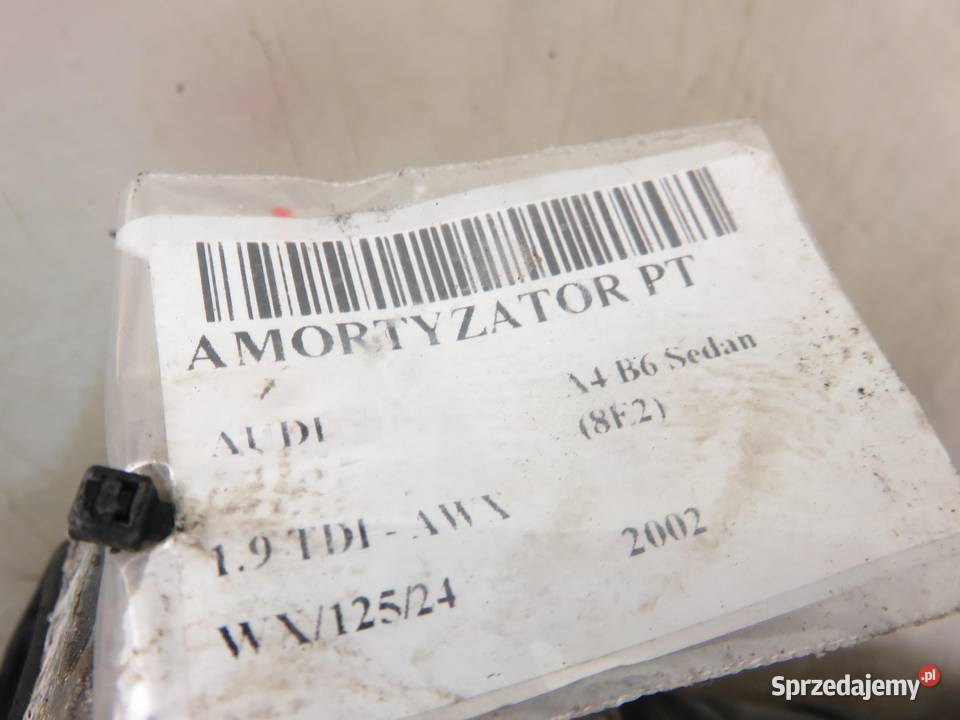 AMORTYZATOR PT
AUDI A4 B6 Sedan
(8E2)
1.9 TDI - AWX 2002
WX/125/24
Sprzedajemy.pl